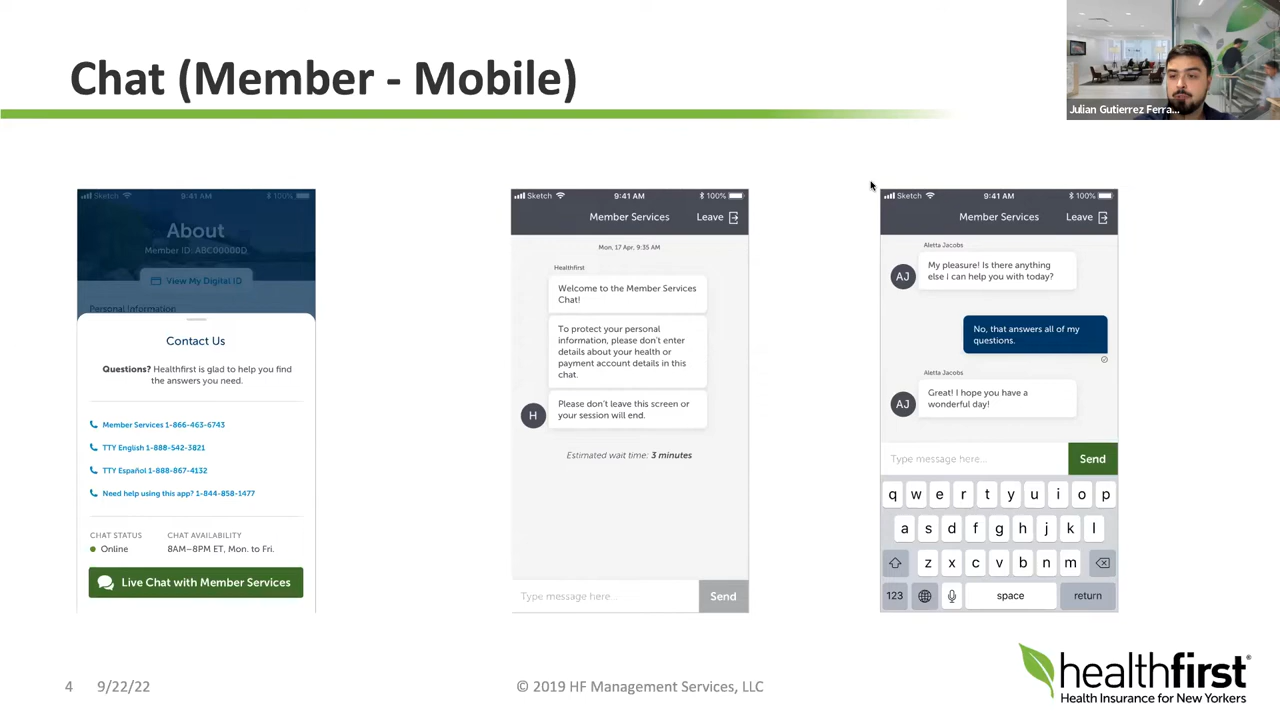 Chat (Member - Mobile)
Julian Gutierrez Ferra...
Sketch 9:41 AM 100%
About
Member ID: ABC00000D
View My Digital ID
Personal Information
Contact Us
Questions? Healthfirst is glad to help you find
the answers you need.
Member Services 1-866-463-6743
TTY English 1-888-542-3821
TTY Español 1-888-867-4132
Need help using this app? 1-844-858-1477
CHAT STATUS CHAT AVAILABILITY
Online 8AM–8PM ET, Mon. to Fri.
Live Chat with Member Services
Sketch 9:41 AM 100%
Member Services Leave
Mon, 17 Apr, 9:35 AM
Healthfirst
Welcome to the Member Services
Chat!
To protect your personal
information, please don't enter
details about your health or
payment account details in this
chat.
Please don't leave this screen or
your session will end.
H
Estimated wait time: 3 minutes
Type message here... Send
Sketch 9:41 AM 100%
Member Services Leave
Aletta Jacobs
My pleasure! Is there anything
else i can help you with today?
AJ
No, that answers all of my
questions.
Aletta Jacobs
Great! I hope you have a
wonderful day!
AJ
Type message here... Send
q w e r t y u i o p
a s d f g h j k l
z x c v b n m
123 space return
4 9/22/22 © 2019 HF Management Services, LLC
healthfirst®
Health Insurance for New Yorkers